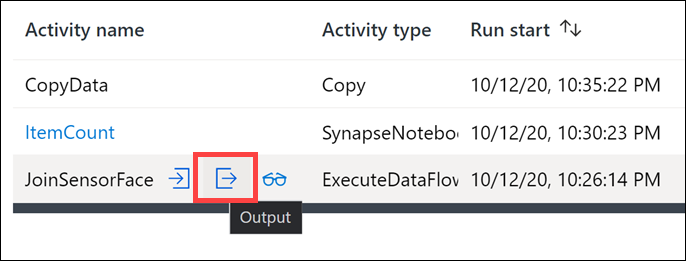 Activity name Activity type Run start
CopyData Copy 10/12/20, 10:35:22 PM
ItemCount SynapseNotebo 10/12/20, 10:30:23 PM
JoinSensorFace ExecuteDataFlow 10/12/20, 10:26:14 PM
Output